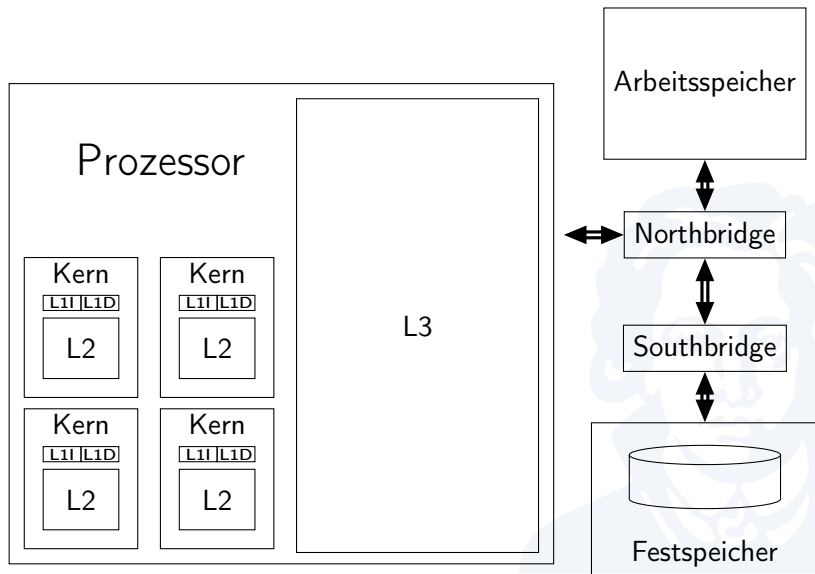 Arbeitsspeicher
Prozessor
Northbridge
Kern
L1I L1D
L2
Kern
L1I L1D
L2
L3
Southbridge
Kern
L1I L1D
L2
Kern
L1I L1D
L2
Festspeicher